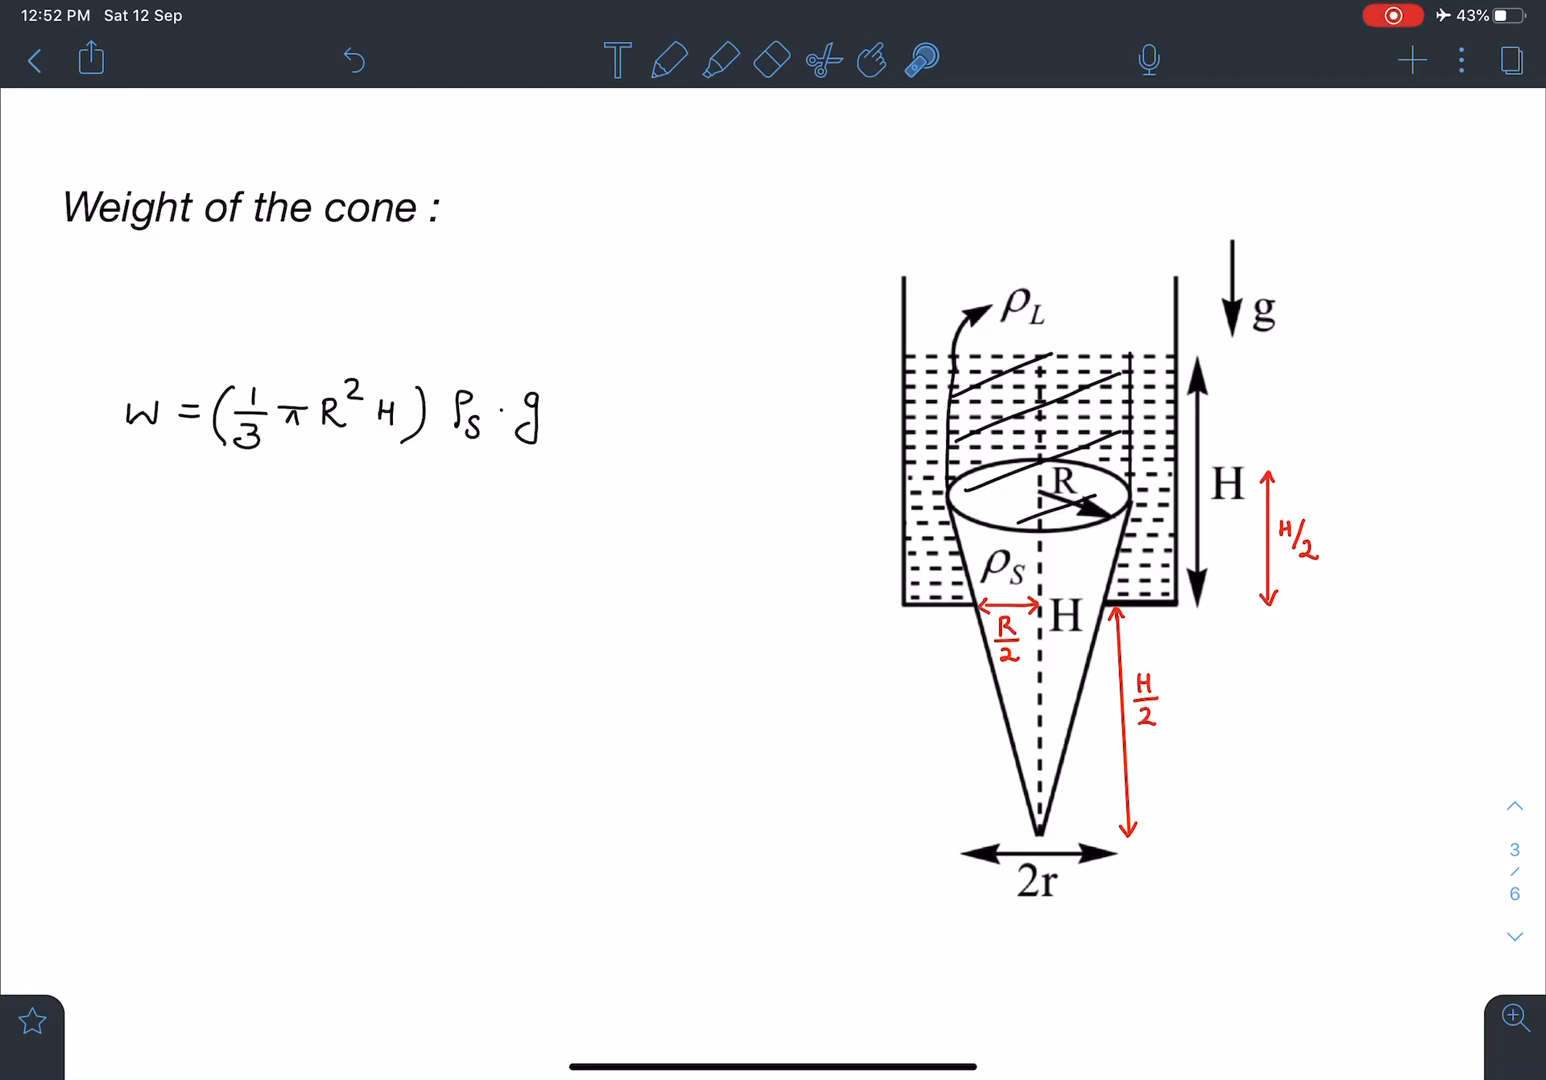 12:52 PM Sat 12 Sep
43%
T
Weight of the cone :
W = (1/3 π R² H) ρS · g
ρL
g
R
H
H/2
ρS
H
R/2
H/2
2r
3
/
6